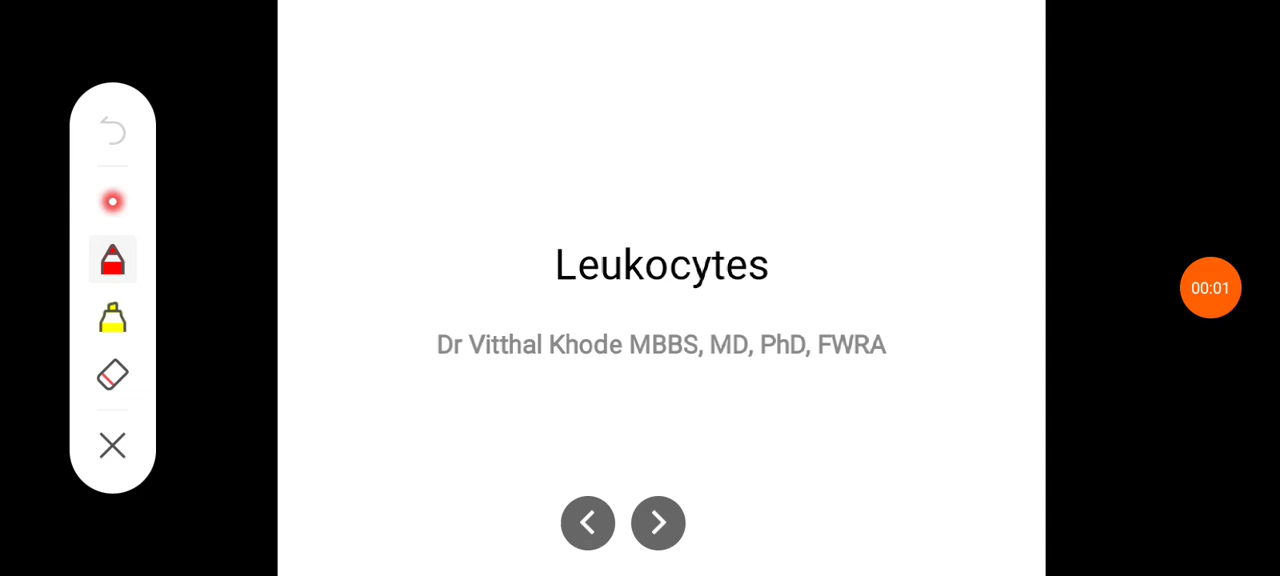 Leukocytes
Dr Vitthal Khode MBBS, MD, PhD, FWRA
00:01